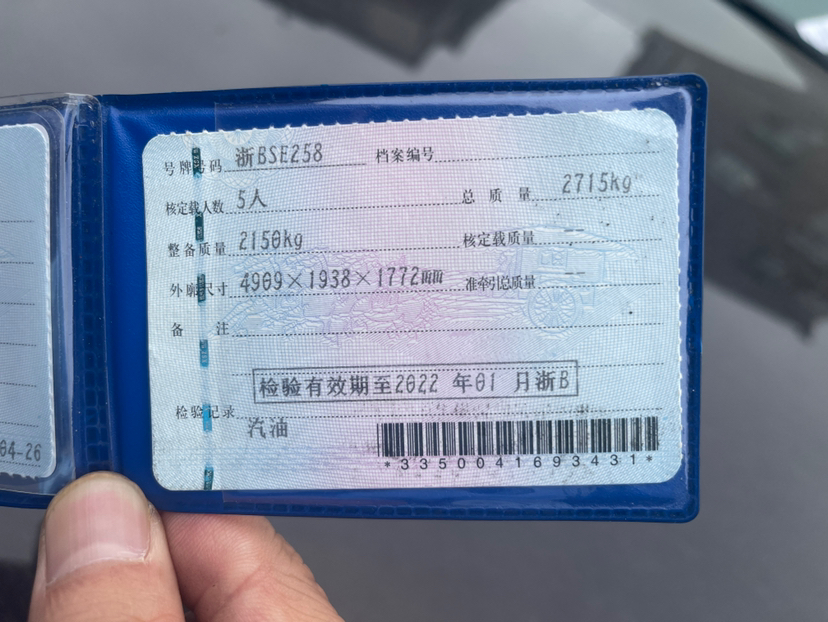 号牌号码 浙BSE258 档案编号
核定载人数 5人 总质量 2715kg
整备质量 2150kg 核定载质量 --
外廓尺寸 4909×1938×1772mm 准牵引总质量 --
备注
检验有效期至2022年01月浙B
检验记录
汽油
*3350041693431*
04-26